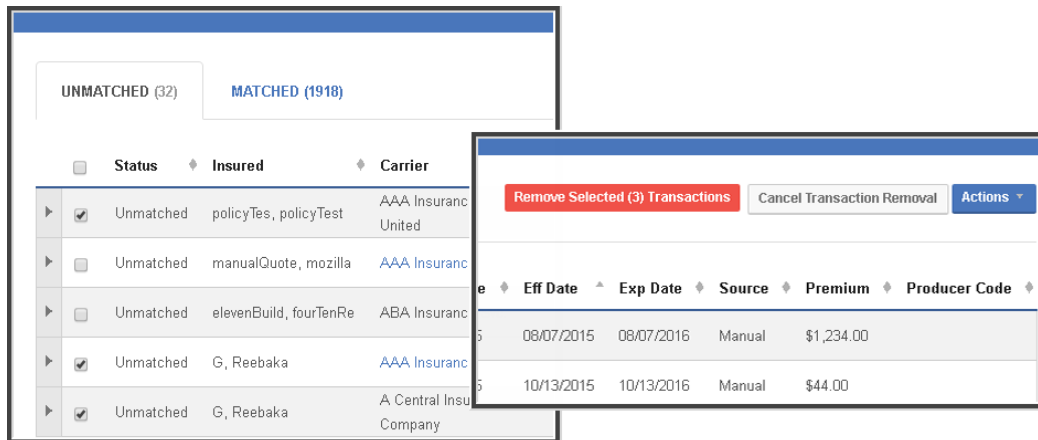 UNMATCHED (32) MATCHED (1918)
Status Insured Carrier
Unmatched policyTes, policyTest AAA Insuranc
United
Unmatched manualQuote, mozilla AAA Insuranc
Unmatched elevenBuild, fourTenRe ABA Insuranc
Unmatched G, Reebaka AAA Insuranc
Unmatched G, Reebaka A Central Insu
Company
Remove Selected (3) Transactions Cancel Transaction Removal Actions
e Eff Date Exp Date Source Premium Producer Code
5 08/07/2015 08/07/2016 Manual $1,234.00
5 10/13/2015 10/13/2016 Manual $44.00